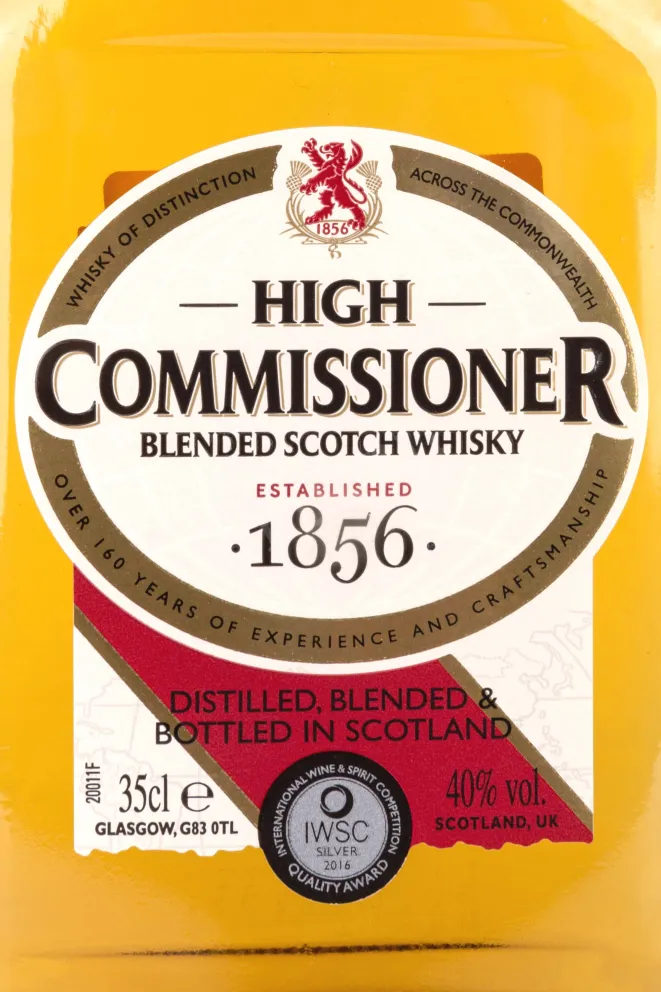 WHISKY OF DISTINCTION
ACROSS THE COMMONWEALTH
1856
HIGH
COMMISSIONER
BLENDED SCOTCH WHISKY
ESTABLISHED
·1856·
OVER 160 YEARS OF EXPERIENCE AND CRAFTSMANSHIP
DISTILLED, BLENDED &
BOTTLED IN SCOTLAND
20011F
35cl e
GLASGOW, G83 0TL
40% vol.
SCOTLAND, UK
INTERNATIONAL WINE & SPIRIT COMPETITION
IWSC
SILVER
2016
QUALITY AWARD